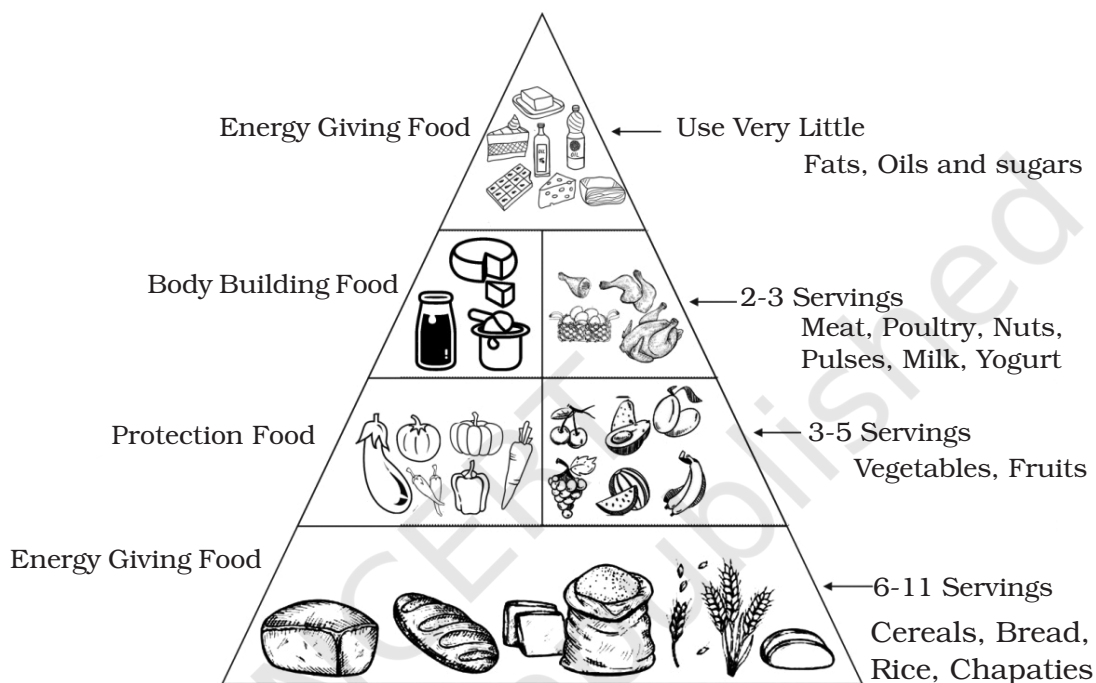 Energy Giving Food
Use Very Little
Fats, Oils and sugars
Body Building Food
2-3 Servings
Meat, Poultry, Nuts,
Pulses, Milk, Yogurt
Protection Food
3-5 Servings
Vegetables, Fruits
Energy Giving Food
6-11 Servings
Cereals, Bread,
Rice, Chapaties